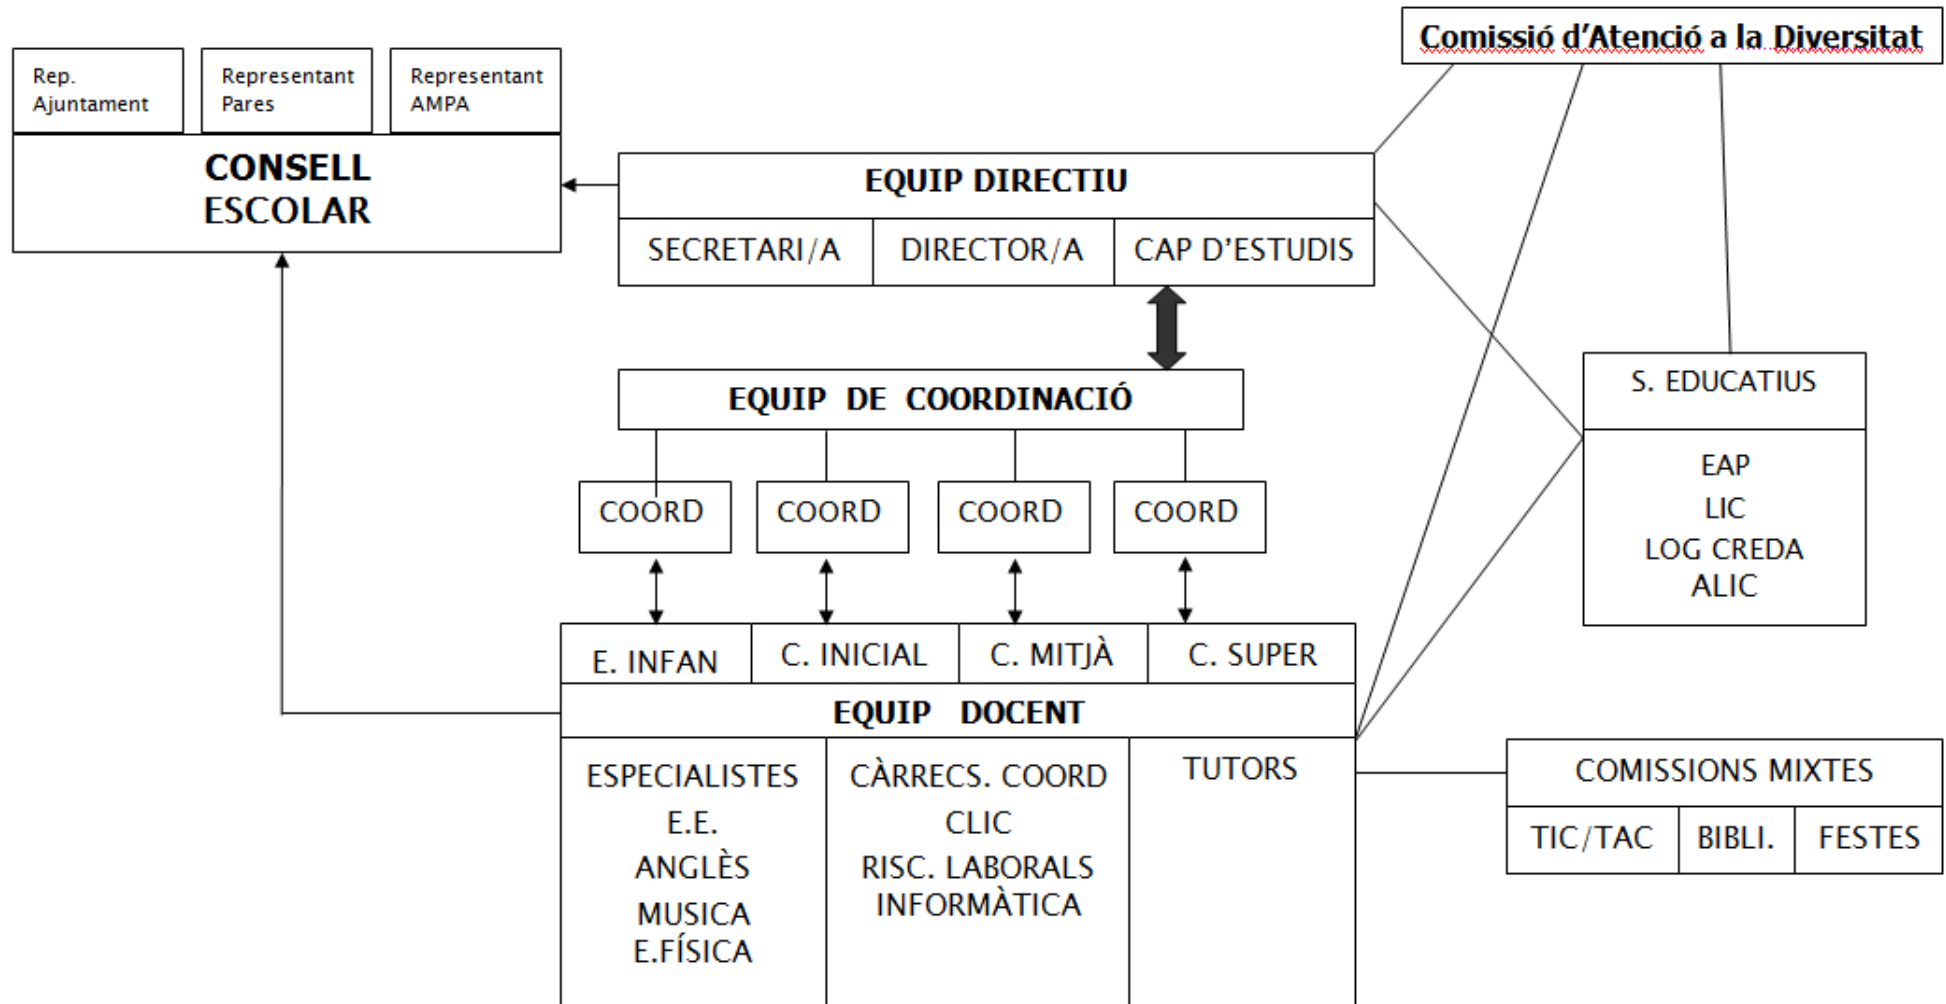 Comissió d'Atenció a la Diversitat
Rep.
Ajuntament
Representant
Pares
Representant
AMPA
CONSELL
ESCOLAR
EQUIP DIRECTIU
SECRETARI/A
DIRECTOR/A
CAP D'ESTUDIS
EQUIP DE COORDINACIÓ
COORD
COORD
COORD
COORD
S. EDUCATIUS
EAP
LIC
LOG CREDA
ALIC
E. INFAN
C. INICIAL
C. MITJÀ
C. SUPER
EQUIP DOCENT
ESPECIALISTES
E.E.
ANGLÈS
MUSICA
E.FÍSICA
CÀRRECS. COORD
CLIC
RISC. LABORALS
INFORMÀTICA
TUTORS
COMISSIONS MIXTES
TIC/TAC
BIBLI.
FESTES